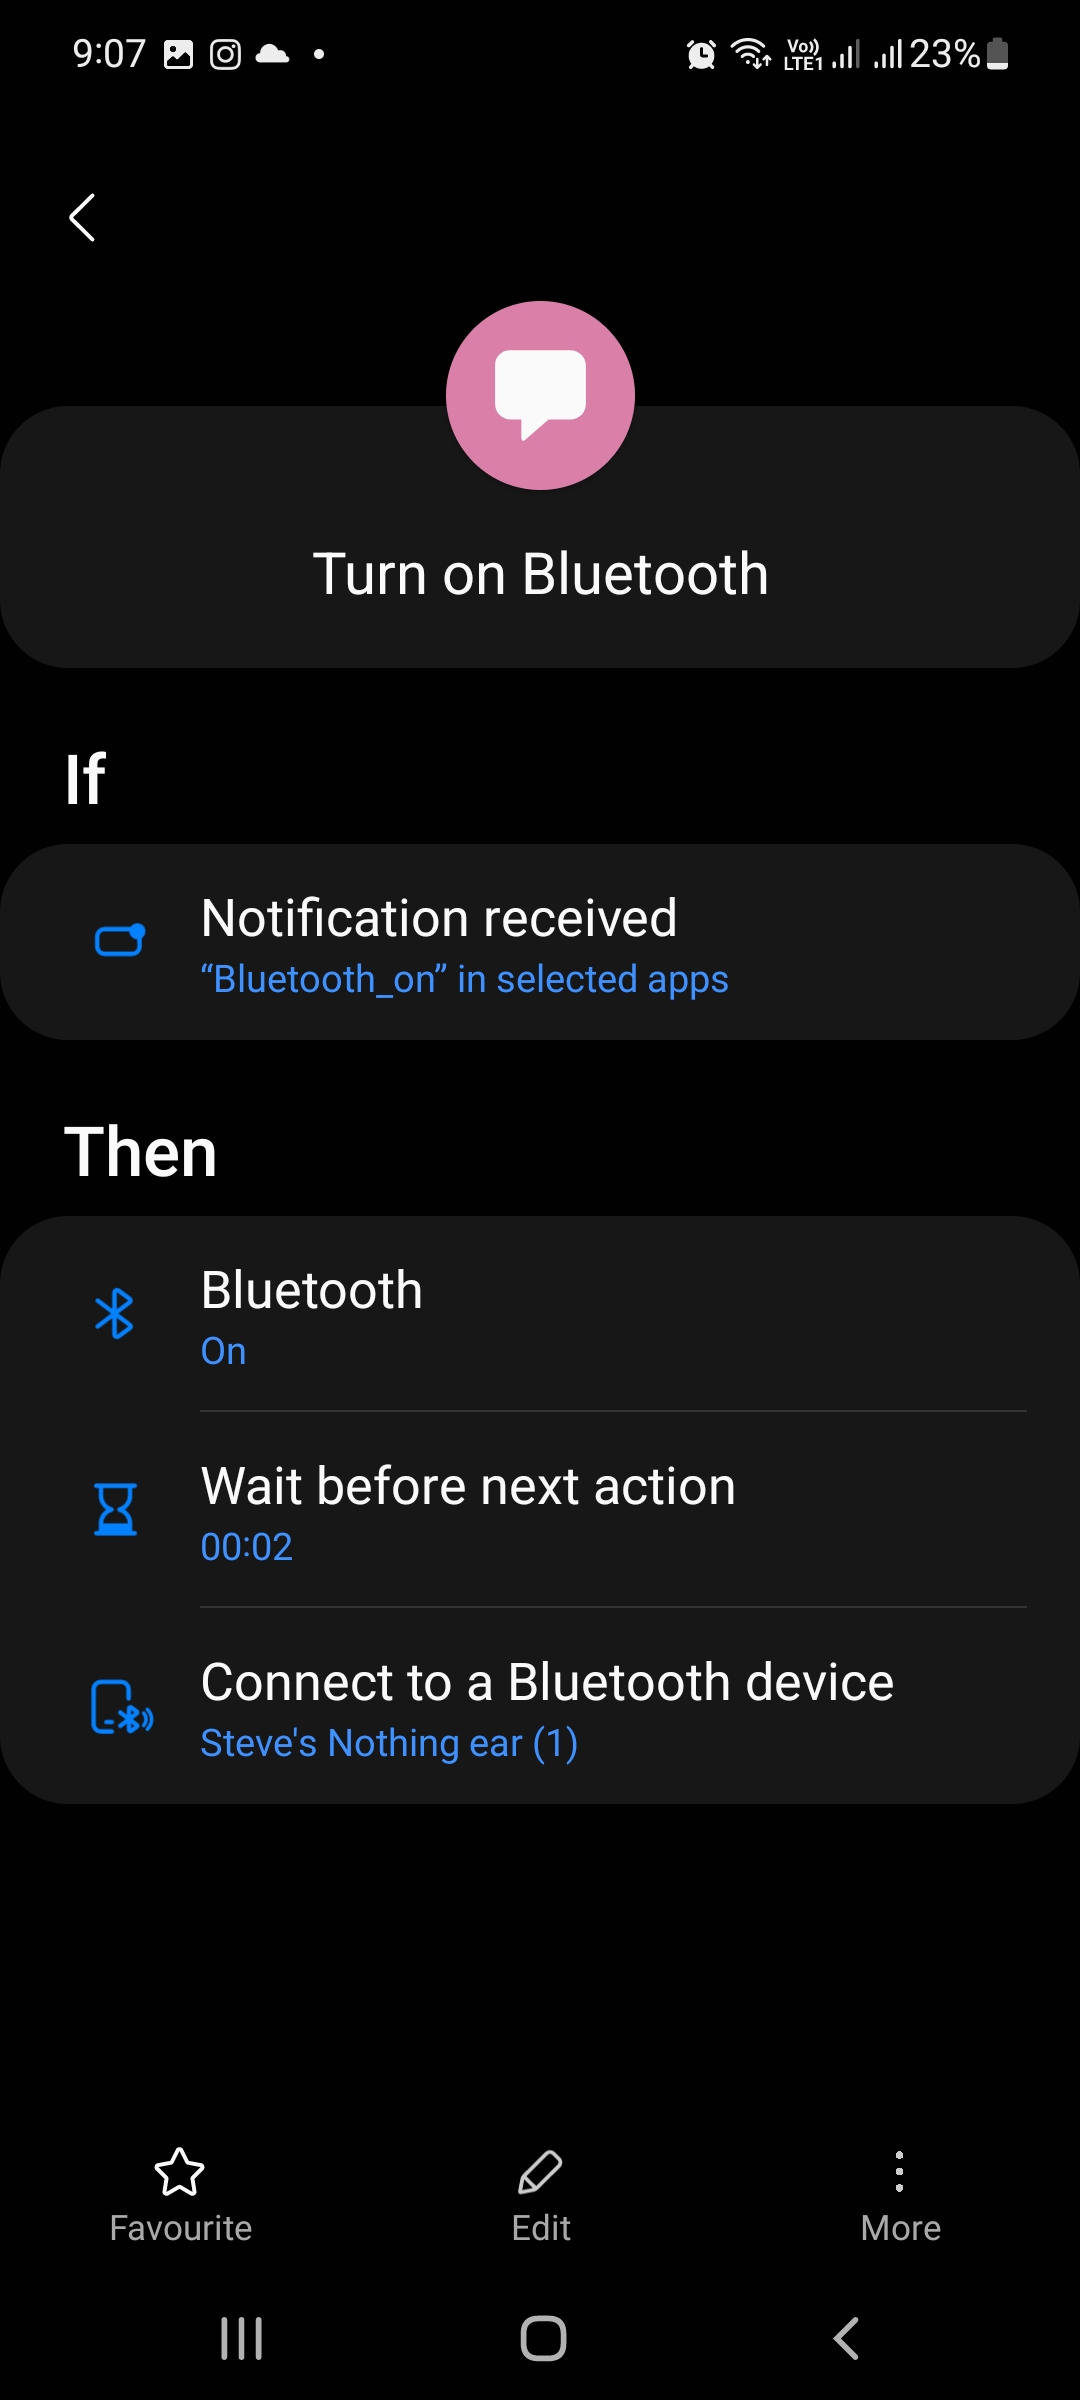 9:07
Vo)) LTE1 23%
Turn on Bluetooth
If
Notification received
“Bluetooth_on” in selected apps
Then
Bluetooth
On
Wait before next action
00:02
Connect to a Bluetooth device
Steve's Nothing ear (1)
Favourite Edit More